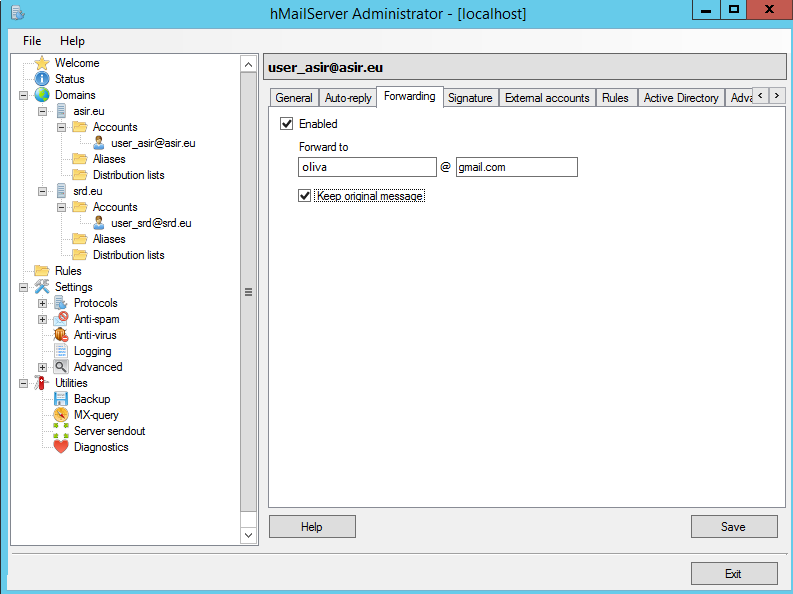 hMailServer Administrator - [localhost]
File Help
Welcome
Status
Domains
asir.eu
Accounts
user_asir@asir.eu
Aliases
Distribution lists
srd.eu
Accounts
user_srd@srd.eu
Aliases
Distribution lists
Rules
Settings
Protocols
Anti-spam
Anti-virus
Logging
Advanced
Utilities
Backup
MX-query
Server sendout
Diagnostics
user_asir@asir.eu
General Auto-reply Forwarding Signature External accounts Rules Active Directory Adva
Enabled
Forward to
oliva @ gmail.com
Keep original message
Help Save
Exit